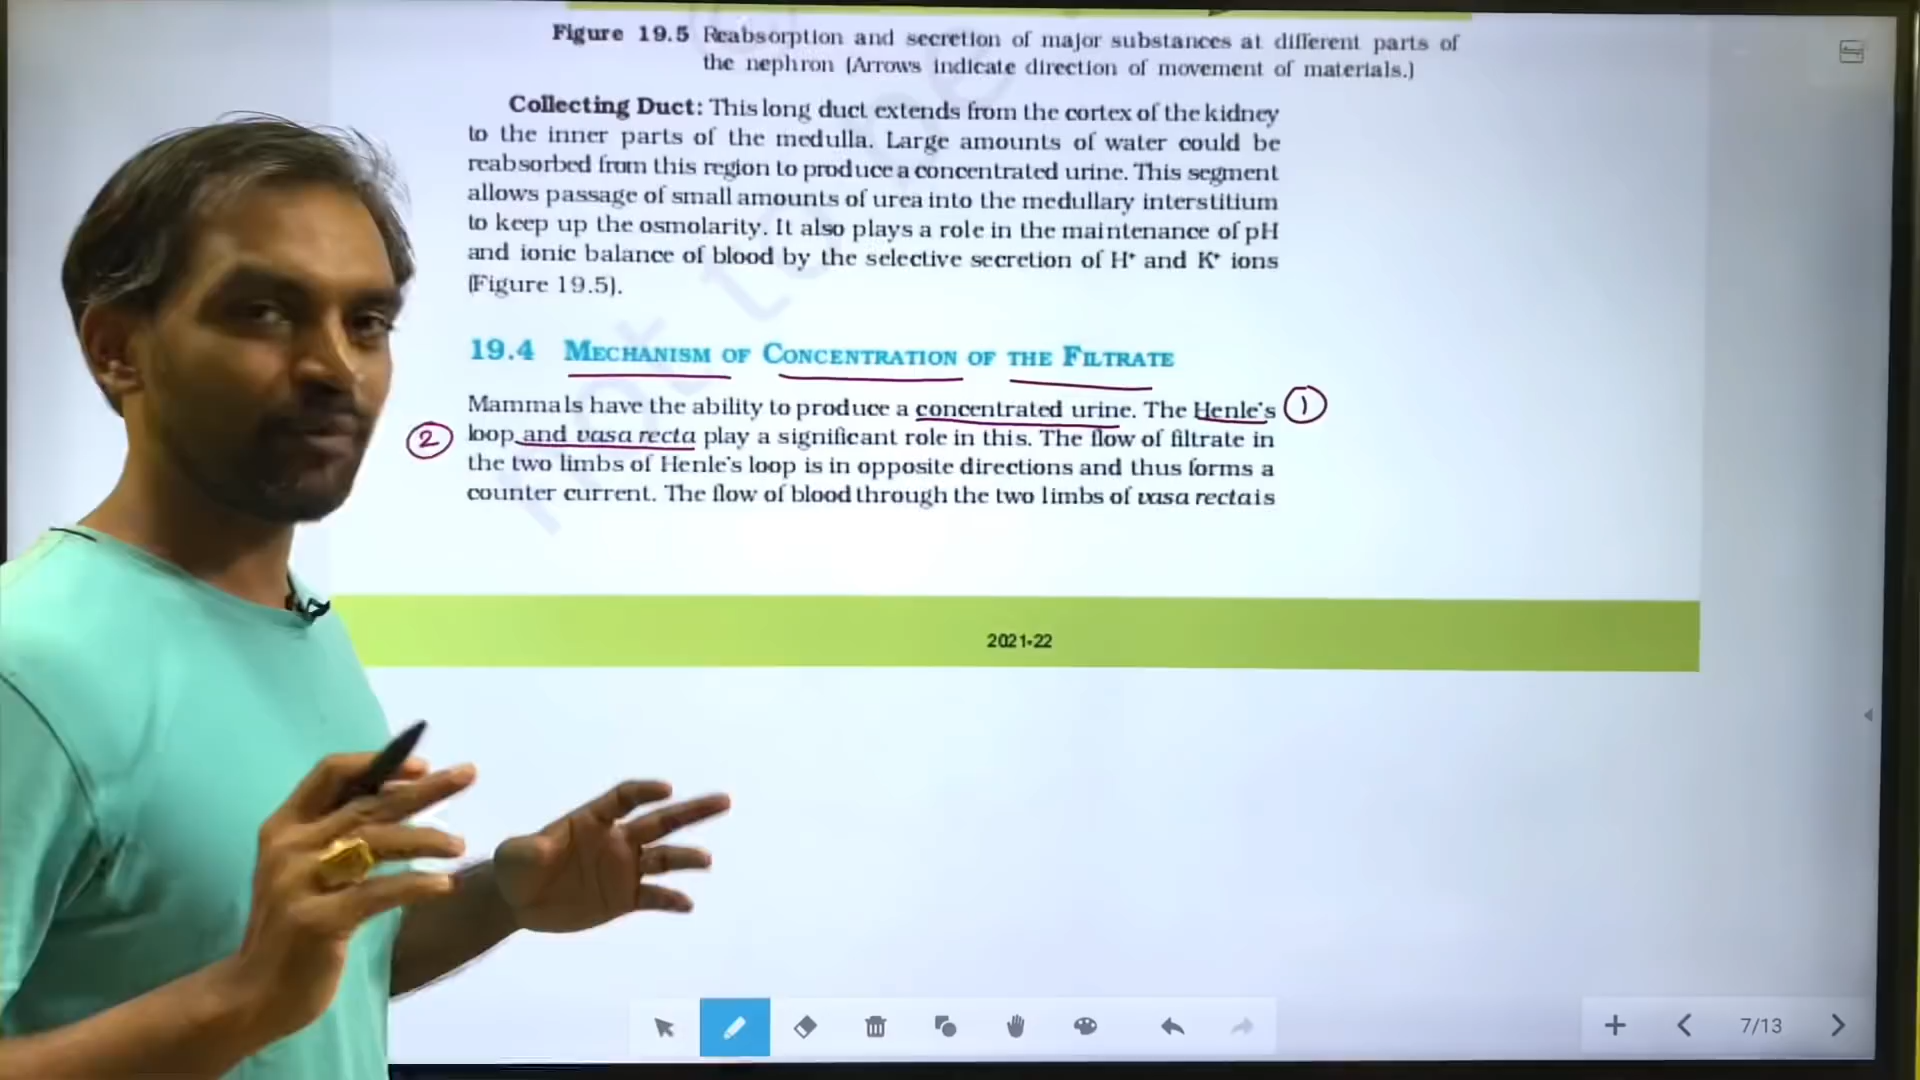 Figure 19.5 Reabsorption and secretion of major substances at different parts of
the nephron (Arrows indicate direction of movement of materials.)
Collecting Duct: This long duct extends from the cortex of the kidney
to the inner parts of the medulla. Large amounts of water could be
reabsorbed from this region to produce a concentrated urine. This segment
allows passage of small amounts of urea into the medullary interstitium
to keep up the osmolarity. It also plays a role in the maintenance of pH
and ionic balance of blood by the selective secretion of H⁺ and K⁺ ions
(Figure 19.5).
19.4 MECHANISM OF CONCENTRATION OF THE FILTRATE
Mammals have the ability to produce a concentrated urine. The Henle's 1
2 loop and vasa recta play a significant role in this. The flow of filtrate in
the two limbs of Henle's loop is in opposite directions and thus forms a
counter current. The flow of blood through the two limbs of vasa recta is
not to be
2021-22
7/13